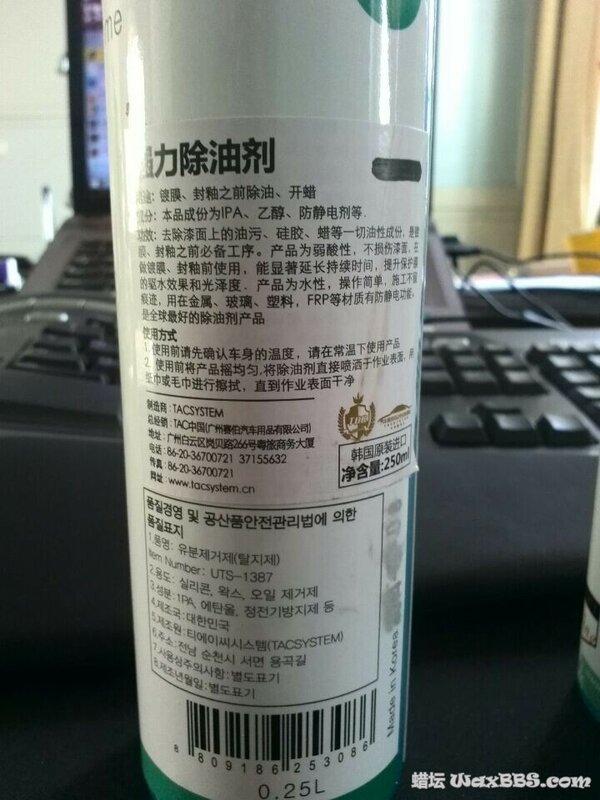 me
强力除油剂
用途：镀膜、封釉之前除油、开蜡
成分：本品成份为IPA、乙醇、防静电剂等.
功效：去除漆面上的油污、硅胶、蜡等一切油性成份，是镀
膜、封釉之前必备工序。产品为弱酸性，不损伤漆面，在
做镀膜、封釉前使用，能显著延长持续时间，提升保护膜
的驱水效果和光泽度．产品为水性，操作简单，施工不留
痕迹，用在金属、玻璃、塑料，FRP等材质有防静电功能。
是全球最好的除油剂产品
使用方式
1. 使用前请先确认车身的温度，请在常温下使用产品
2. 使用前将产品摇均匀.将除油剂直接喷洒于作业表面，用
纸巾或毛巾进行擦拭，直到作业表面干净
制造商：TACSYSTEM
总经销：TAC中国(广州赛伯汽车用品有限公司)
地址：广州白云区岗贝路266号粤旅商务大厦
电话：86-20-36700721 37155632
传真：86-20-36700721
网址：www.tacsystem.cn
韩国原装进口
净含量:250ml
품질경영 및 공산품안전관리법에 의한
품질표지
1.품명: 유분제거제(탈지제)
Item Number: UTS-1387
2.용도: 실리콘, 왁스, 오일 제거제
3.성분: IPA, 에탄올, 정전기방지제 등
4.제조국: 대한민국
5.제조원: 티에이씨시스템(TACSYSTEM)
6.주소: 전남 순천시 서면 용곡길
7.사용상주의사항: 별도표기
8.제조년월일: 별도표기
Made in Korea
8 809186 253086
0.25L
蜡坛 WaxBBS.com